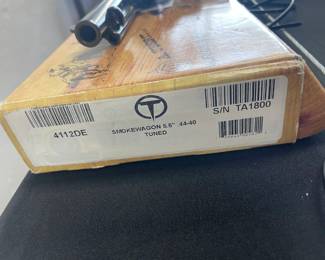 4112DE
SMOKEWAGON 5.5" .44-40
TUNED
S/N TA1800